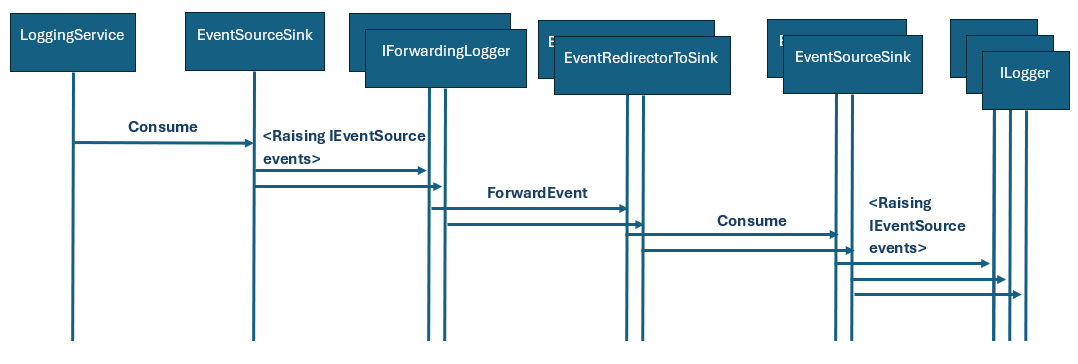 LoggingService
EventSourceSink
IForwardingLogger
E
EventRedirectorToSink
E
EventSourceSink
ILogger
Consume
<Raising IEventSource
events>
ForwardEvent
Consume
<Raising
IEventSource
events>